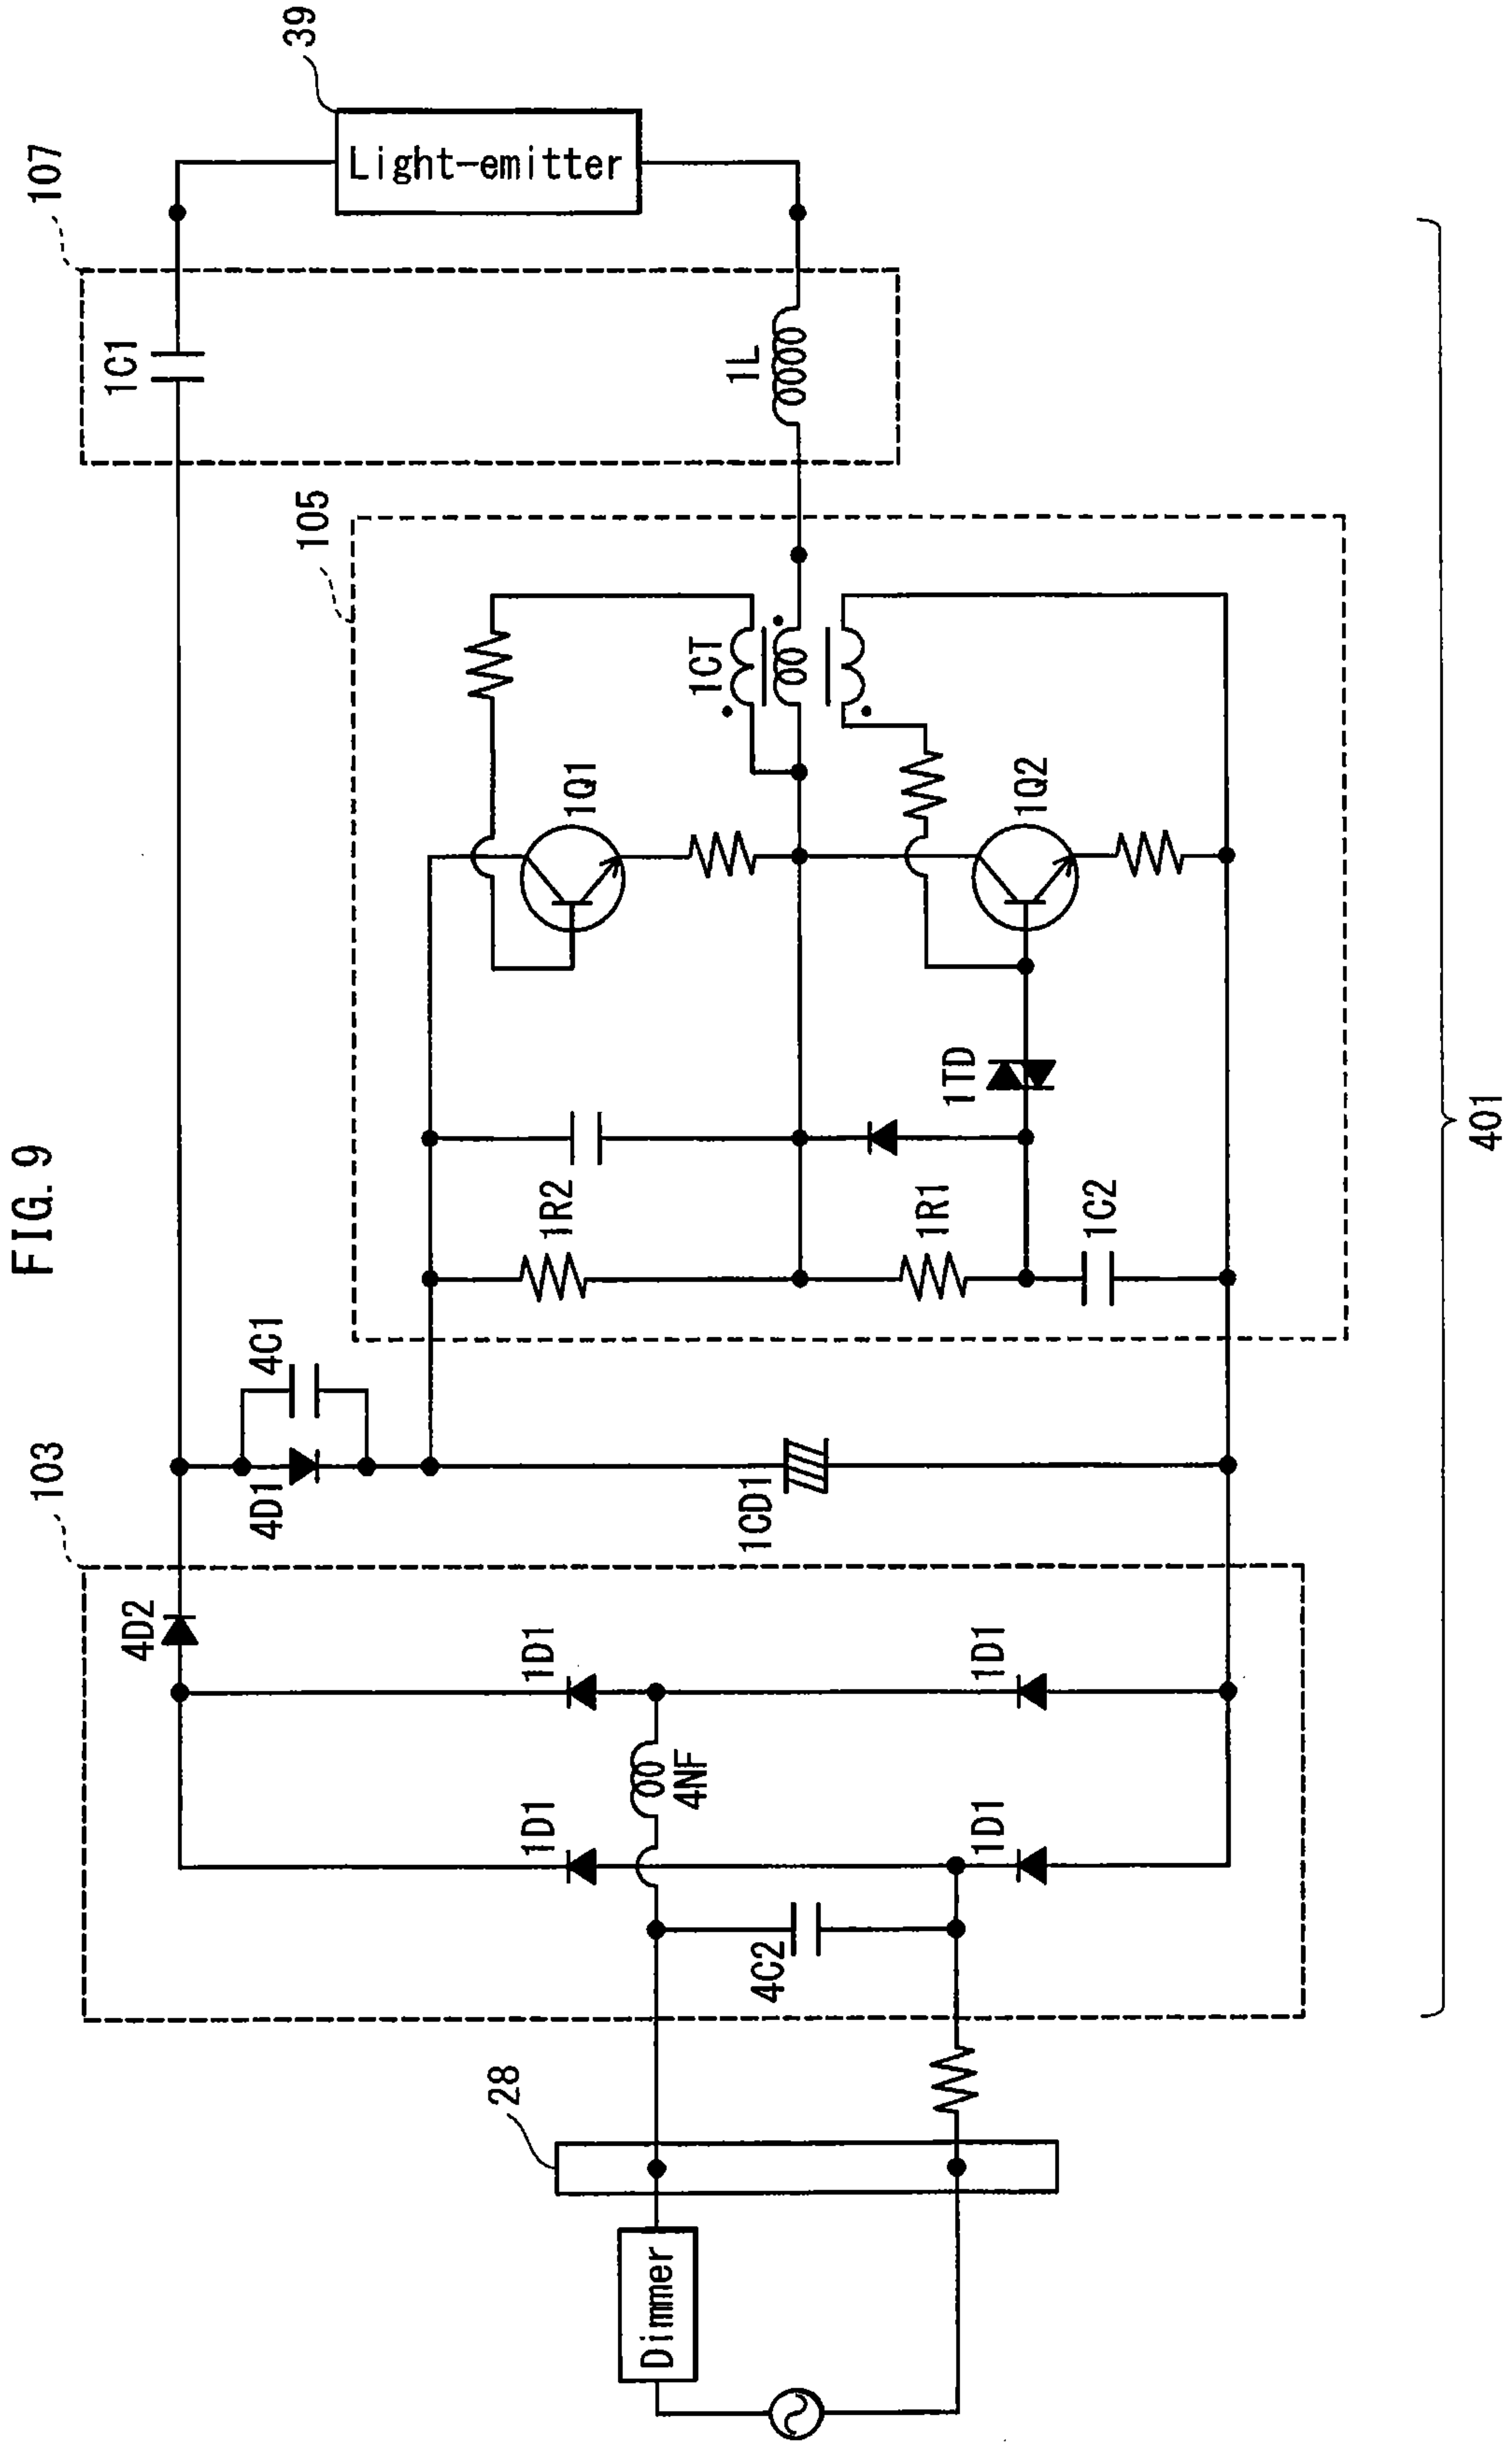 FIG. 9
103
4D2
1D1
1D1
4NF
1D1
1D1
4C2
28
Dimmer
4C1
4D1
1CD1
105
1R2
1R1
1C2
1TD
1Q1
1Q2
1CT
107
1C1
1L
39
Light-emitter
401